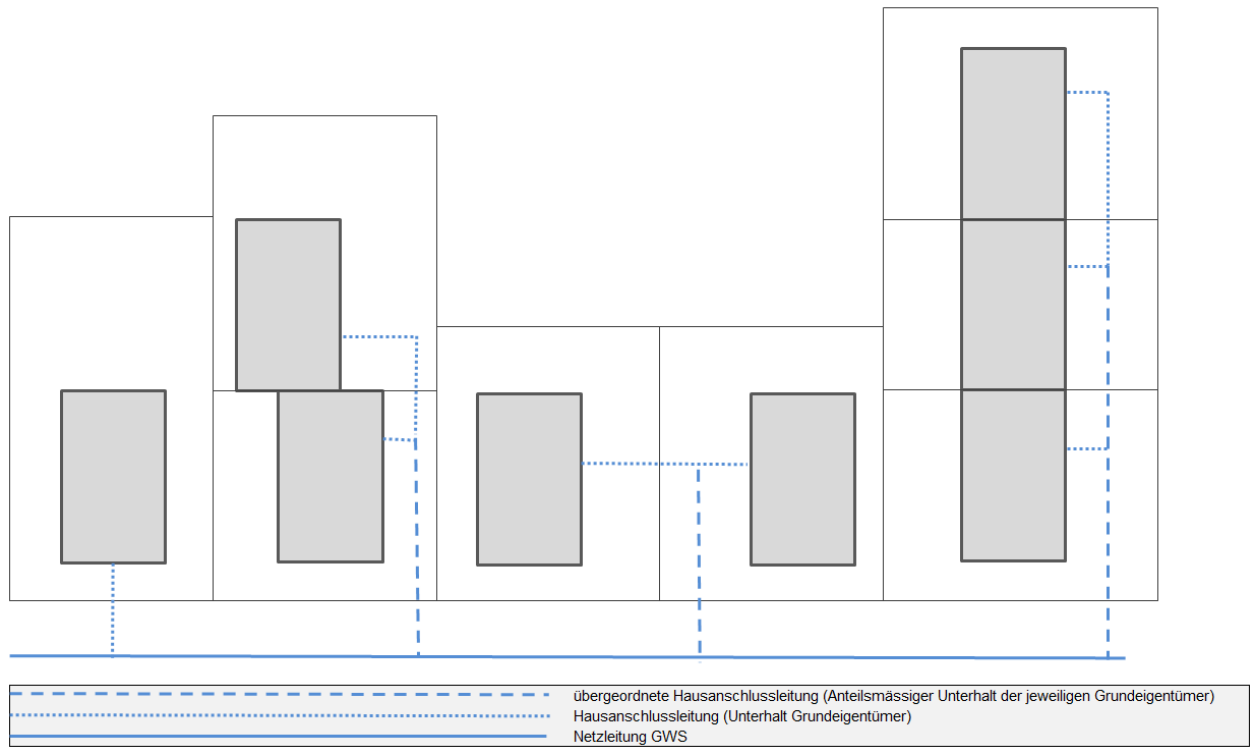 übergeordnete Hausanschlussleitung (Anteilsmässiger Unterhalt der jeweiligen Grundeigentümer)
Hausanschlussleitung (Unterhalt Grundeigentümer)
Netzleitung GWS